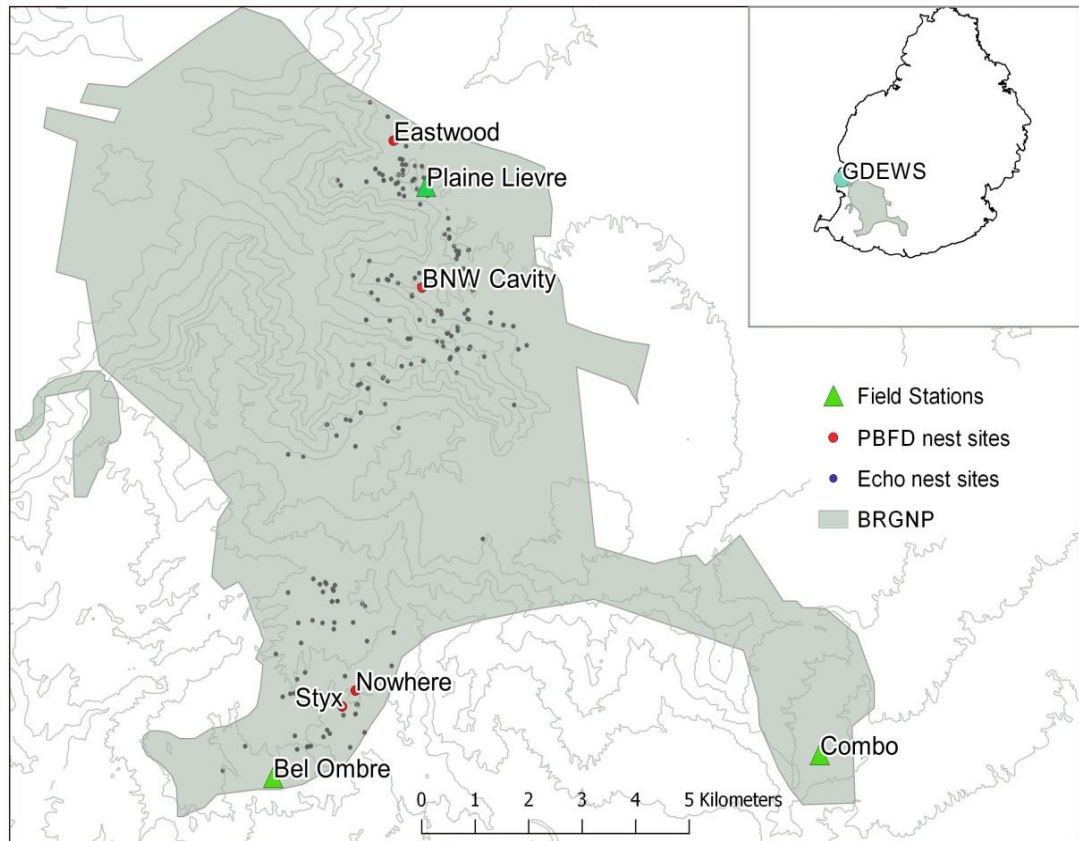 GDEWS
Eastwood
Plaine Lievre
BNW Cavity
Field Stations
PBFD nest sites
Echo nest sites
BRGNP
Nowhere
Styx
Combo
Bel Ombre
0 1 2 3 4 5 Kilometers